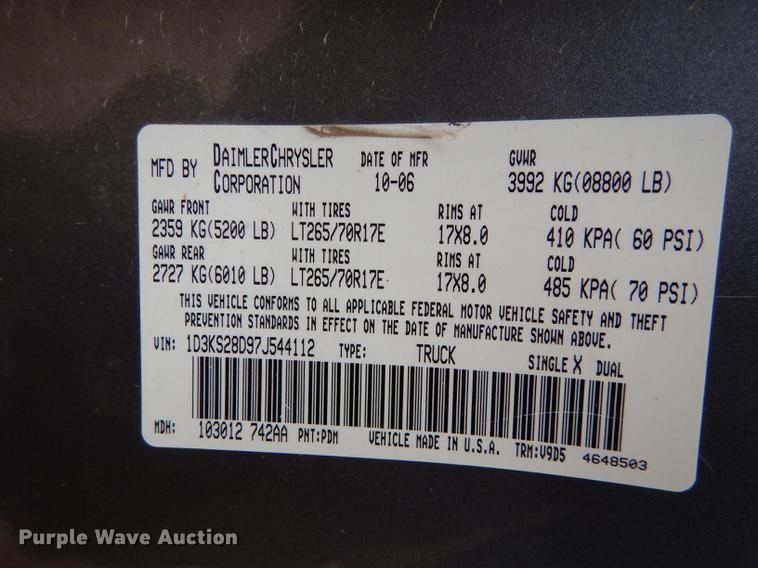 MFD BY DAIMLERCHRYSLER CORPORATION DATE OF MFR 10-06 GVWR 3992 KG(08800 LB)
GAWR FRONT WITH TIRES RIMS AT COLD
2359 KG(5200 LB) LT265/70R17E 17X8.0 410 KPA( 60 PSI)
GAWR REAR WITH TIRES RIMS AT COLD
2727 KG(6010 LB) LT265/70R17E 17X8.0 485 KPA( 70 PSI)
THIS VEHICLE CONFORMS TO ALL APPLICABLE FEDERAL MOTOR VEHICLE SAFETY AND THEFT
PREVENTION STANDARDS IN EFFECT ON THE DATE OF MANUFACTURE SHOWN ABOVE.
VIN: 1D3KS28D97J544112 TYPE: TRUCK SINGLE X DUAL
MDH: 103012 742AA PNT:PDM VEHICLE MADE IN U.S.A. TRM:V9D5 4648503
Purple Wave Auction